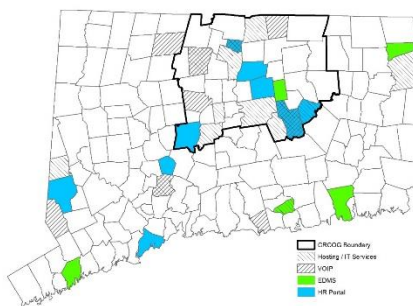 CRCOG Boundary
Hosting / IT Services
VOIP
EDMS
HR Portal